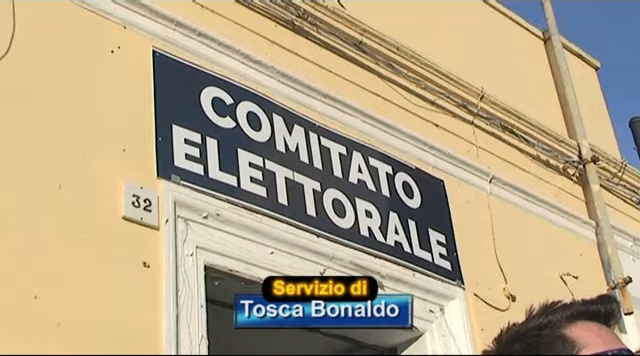 COMITATO
ELETTORALE
32
Servizio di
Tosca Bonaldo